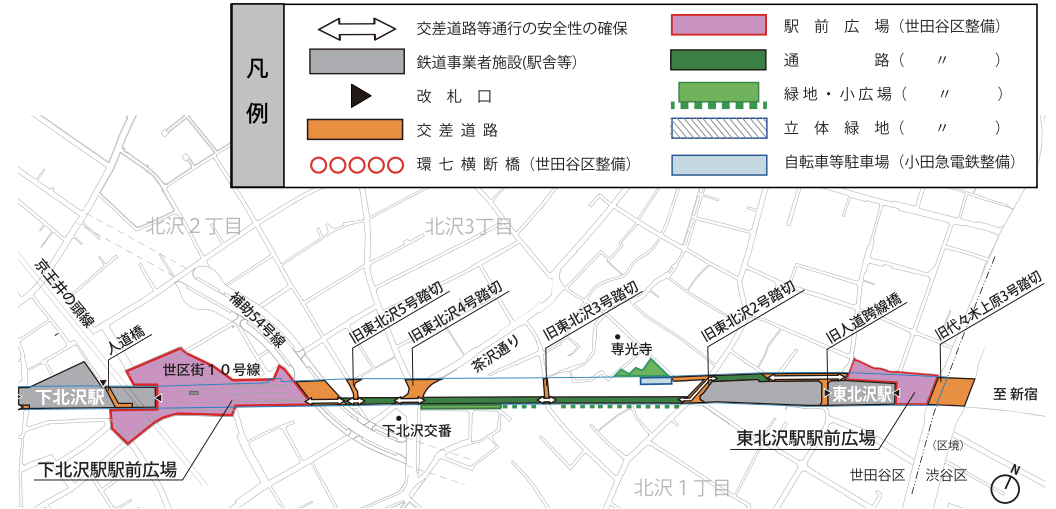 凡例
交差道路等通行の安全性の確保
鉄道事業者施設(駅舎等)
改札口
交差道路
環七横断橋（世田谷区整備）
駅前広場（世田谷区整備）
通路（ 〃 ）
緑地・小広場（ 〃 ）
立体緑地（ 〃 ）
自転車等駐車場（小田急電鉄整備）
北沢２丁目
北沢3丁目
京王井の頭線
補助54号線
人道橋
旧東北沢5号踏切
旧東北沢4号踏切
茶沢通り
旧東北沢3号踏切
専光寺
旧東北沢2号踏切
旧人道跨線橋
旧代々木上原3号踏切
世区街１０号線
下北沢駅
東北沢駅
至 新宿
下北沢交番
下北沢駅駅前広場
東北沢駅駅前広場
（区境）
世田谷区
渋谷区
北沢１丁目
N